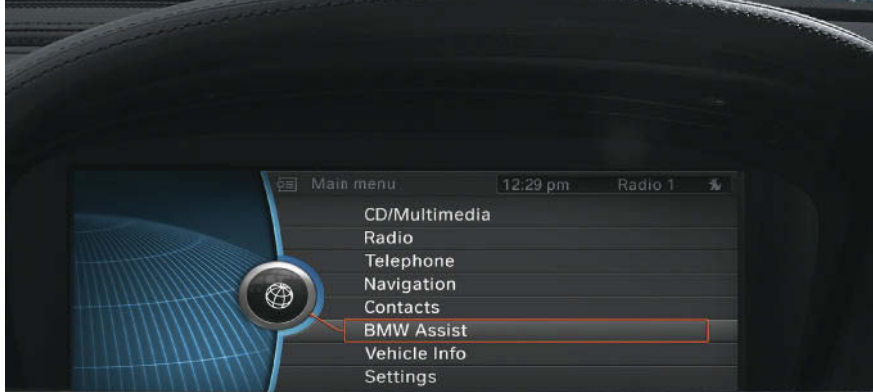 Main menu 12:29 pm Radio 1
CD/Multimedia
Radio
Telephone
Navigation
Contacts
BMW Assist
Vehicle Info
Settings